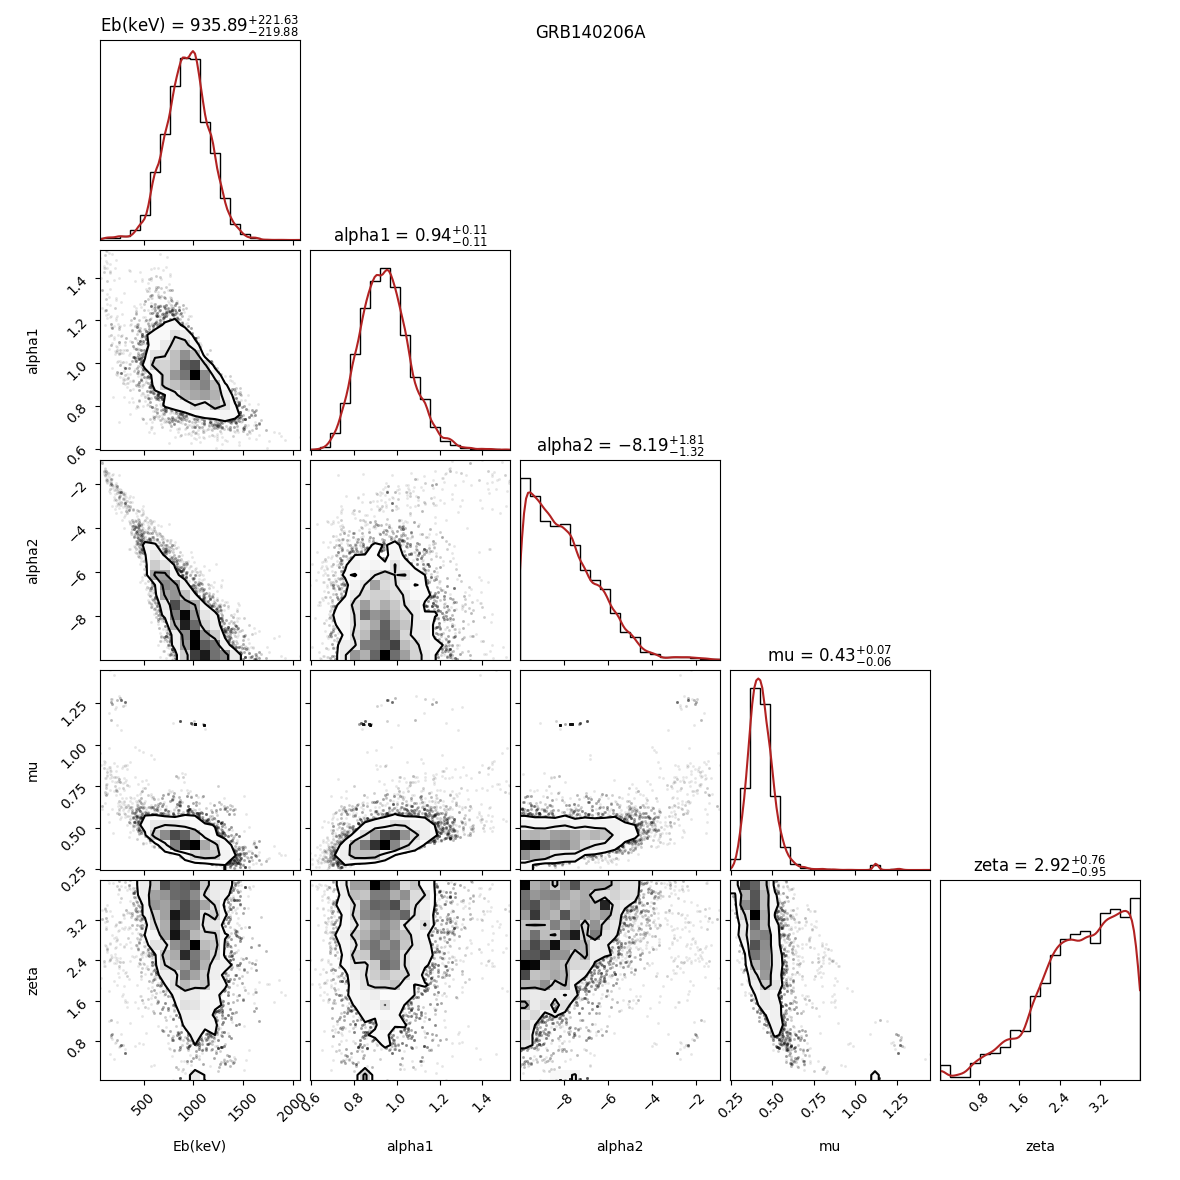 Eb(keV) = 935.89+221.63−219.88
GRB140206A
alpha1 = 0.94+0.11−0.11
1.4
1.2
1.0
0.8
0.6
alpha1
alpha2 = −8.19+1.81−1.32
−2
−4
−6
−8
alpha2
mu = 0.43+0.07−0.06
1.25
1.00
0.75
0.50
0.25
mu
zeta = 2.92+0.76−0.95
3.2
2.4
1.6
0.8
zeta
500 1000 1500 2000 0.6 0.8 1.0 1.2 1.4 −8 −6 −4 −2 0.25 0.50 0.75 1.00 1.25 0.8 1.6 2.4 3.2
Eb(keV) alpha1 alpha2 mu zeta